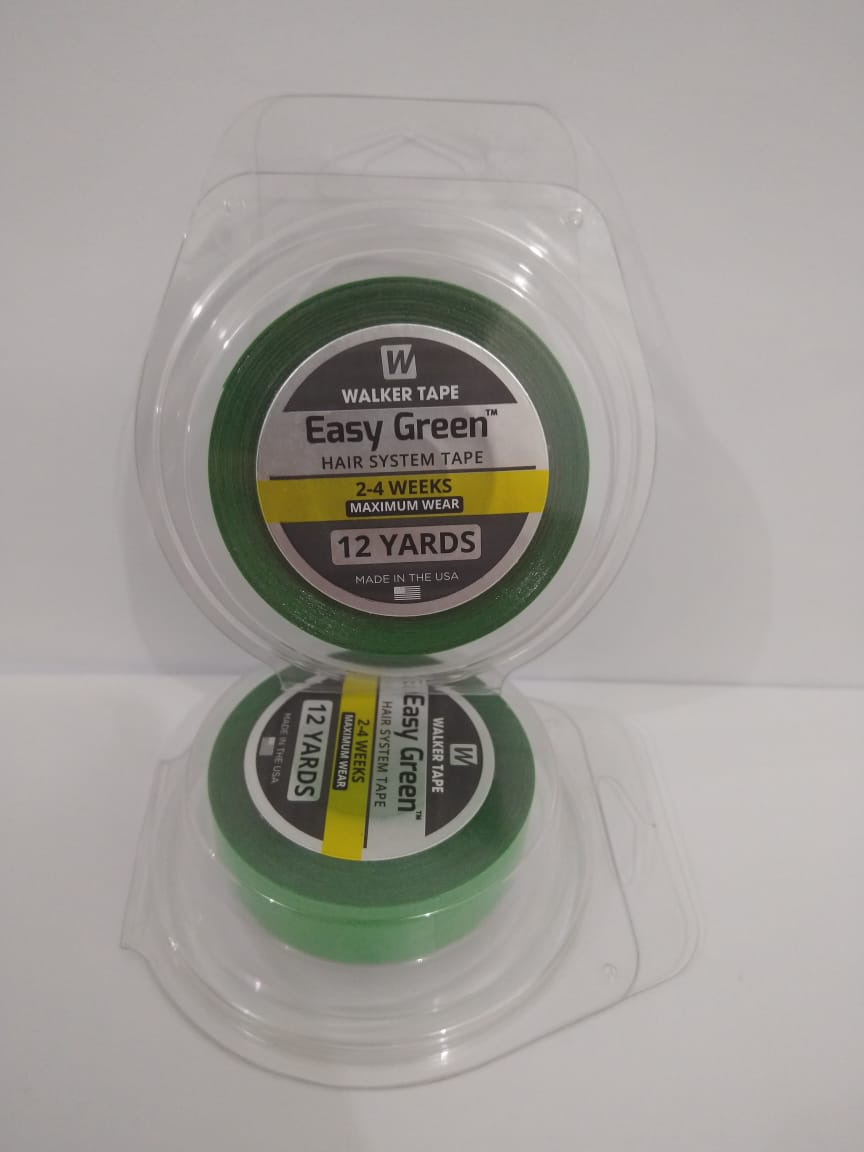 W
WALKER TAPE
Easy Green™
HAIR SYSTEM TAPE
2-4 WEEKS
MAXIMUM WEAR
12 YARDS
MADE IN THE USA
W
WALKER TAPE
Easy Green™
HAIR SYSTEM TAPE
2-4 WEEKS
MAXIMUM WEAR
12 YARDS
MADE IN THE USA